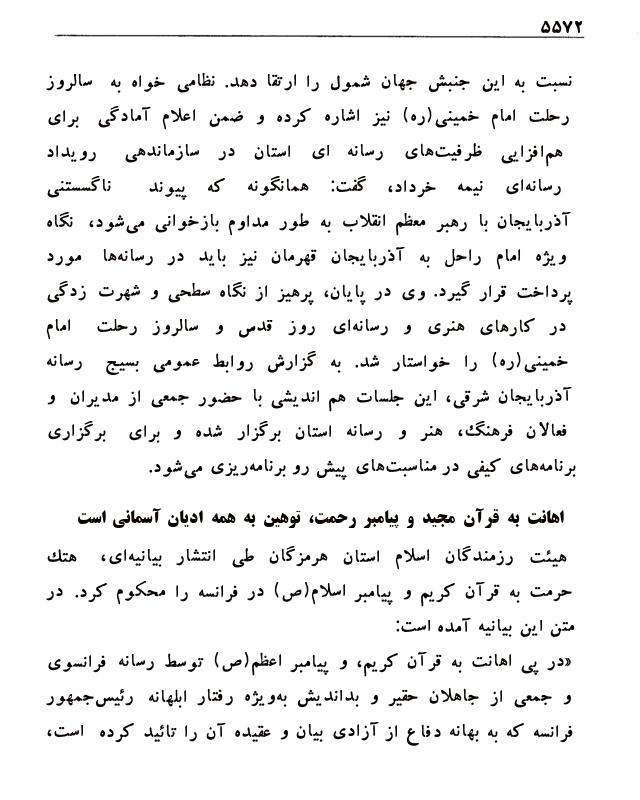 ۵۵۷۲
نسبت به این جنبش جهان شمول را ارتقا دهد. نظامی خواه به سالروز
رحلت امام خمینی(ره) نیز اشاره کرده و ضمن اعلام آمادگی برای
هم‌افزایی ظرفیت‌های رسانه ای استان در سازماندهی رویداد
رسانه‌ای نیمه خرداد، گفت: همانگونه که پیوند ناگسستنی
آذربایجان با رهبر معظم انقلاب به طور مداوم بازخوانی می‌شود، نگاه
ویژه امام راحل به آذربایجان قهرمان نیز باید در رسانه‌ها مورد
پرداخت قرار گیرد. وی در پایان، پرهیز از نگاه سطحی و شهرت زدگی
در کارهای هنری و رسانه‌ای روز قدس و سالروز رحلت امام
خمینی(ره) را خواستار شد. به گزارش روابط عمومی بسیج رسانه
آذربایجان شرقی، این جلسات هم اندیشی با حضور جمعی از مدیران و
فعالان فرهنگ، هنر و رسانه استان برگزار شده و برای برگزاری
برنامه‌های کیفی در مناسبت‌های پیش رو برنامه‌ریزی می‌شود.
اهانت به قرآن مجید و پیامبر رحمت، توهین به همه ادیان آسمانی است
هیئت رزمندگان اسلام استان هرمزگان طی انتشار بیانیه‌ای، هتک
حرمت به قرآن کریم و پیامبر اسلام(ص) در فرانسه را محکوم کرد. در
متن این بیانیه آمده است:
«در پی اهانت به قرآن کریم، و پیامبر اعظم(ص) توسط رسانه فرانسوی
و جمعی از جاهلان حقیر و بداندیش به‌ویژه رفتار ابلهانه رئیس‌جمهور
فرانسه که به بهانه دفاع از آزادی بیان و عقیده آن را تائید کرده است،